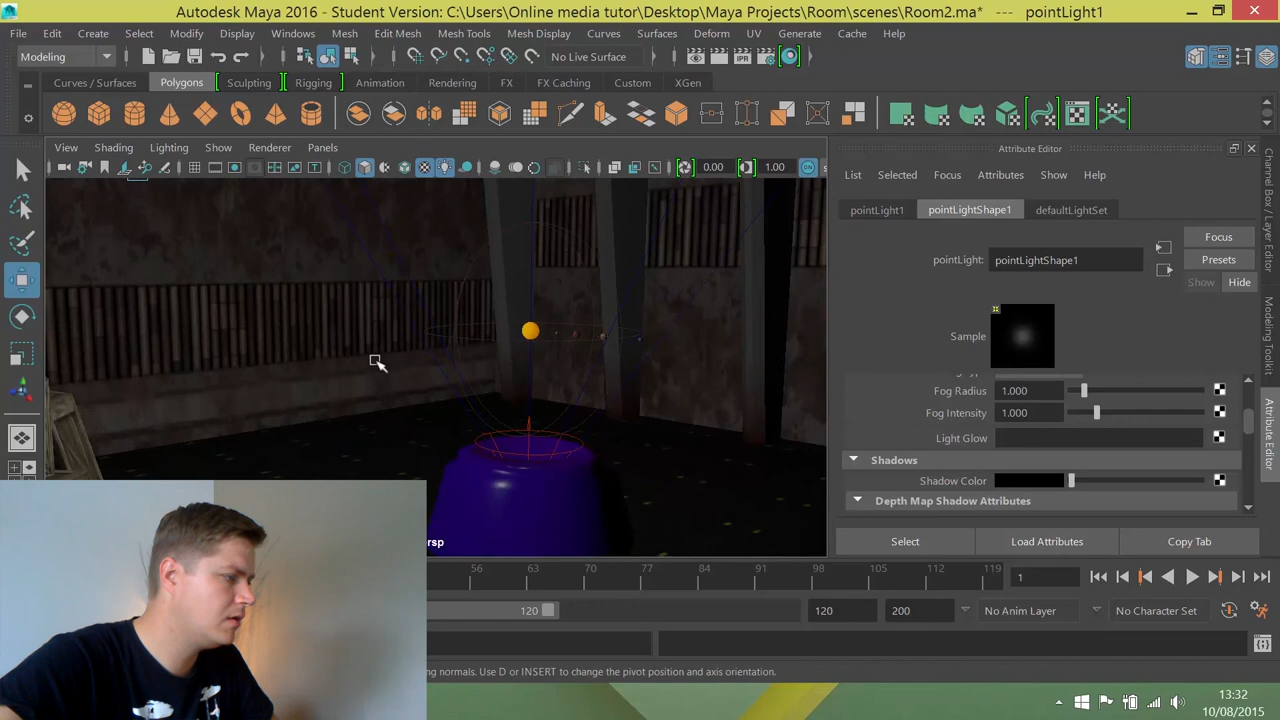 Autodesk Maya 2016 - Student Version: C:\Users\Online media tutor\Desktop\Maya Projects\Room\scenes\Room2.ma* --- pointLight1
File Edit Create Select Modify Display Windows Mesh Edit Mesh Mesh Tools Mesh Display Curves Surfaces Deform UV Generate Cache Help
Modeling No Live Surface
Curves / Surfaces Polygons Sculpting Rigging Animation Rendering FX FX Caching Custom XGen
View Shading Lighting Show Renderer Panels
0.00 1.00 ON
Attribute Editor
List Selected Focus Attributes Show Help
pointLight1 pointLightShape1 defaultLightSet
Focus
pointLight: pointLightShape1
Presets
Show Hide
Sample
Fog Radius 1.000
Fog Intensity 1.000
Light Glow
Shadows
Shadow Color
Depth Map Shadow Attributes
Select Load Attributes Copy Tab
Channel Box / Layer Editor
Modeling Toolkit
Attribute Editor
ersp
56 63 70 77 84 91 98 105 112 119 1
120 120 200 No Anim Layer No Character Set
ng normals. Use D or INSERT to change the pivot position and axis orientation.
13:32
10/08/2015